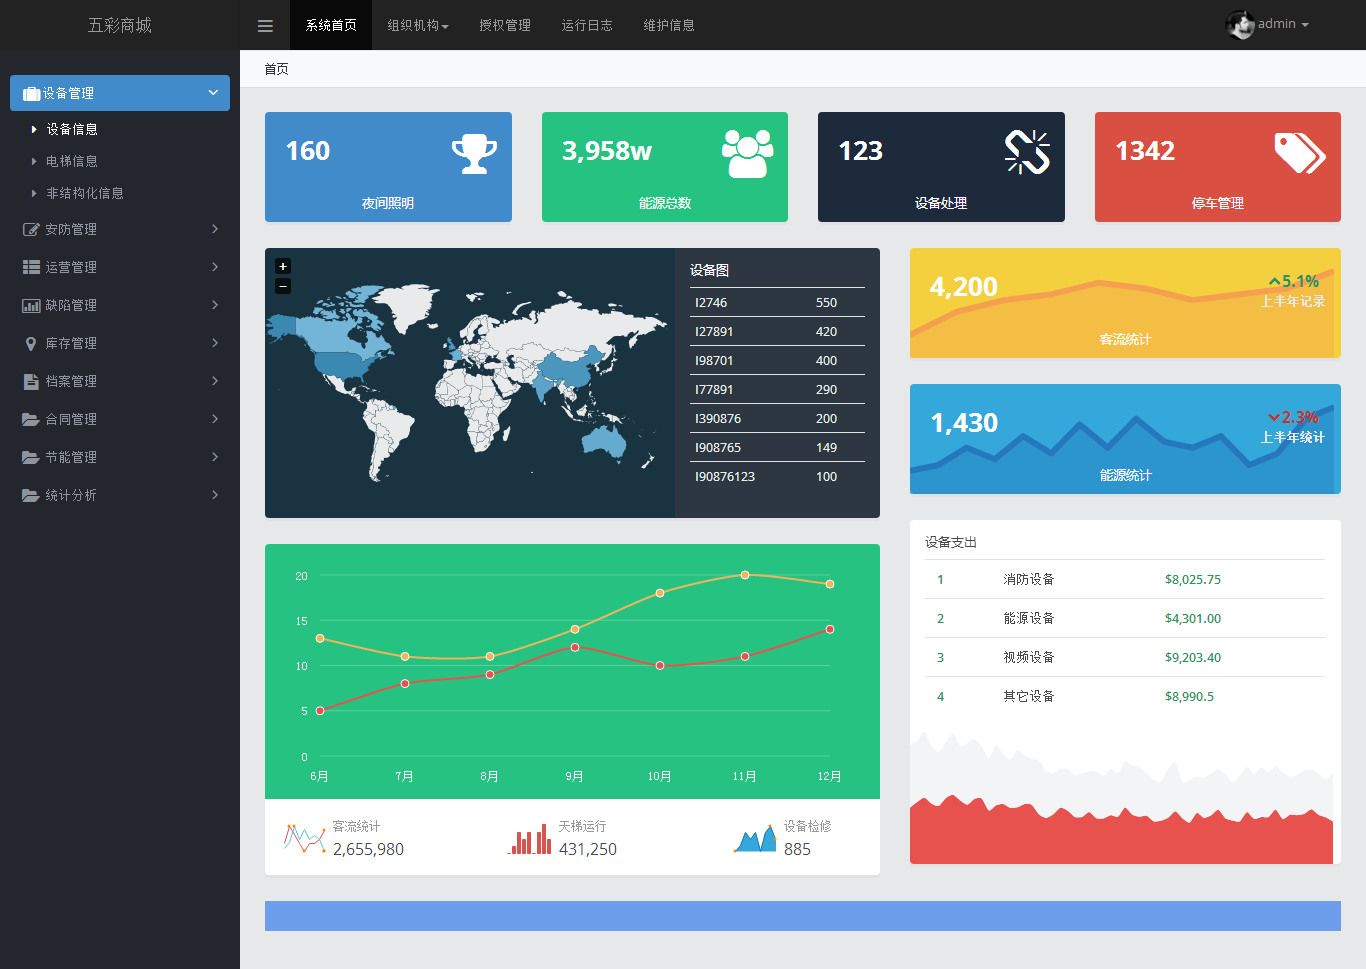 五彩商城
系统首页 组织机构 授权管理 运行日志 维护信息
admin
首页
设备管理
设备信息
电梯信息
非结构化信息
安防管理
运营管理
缺陷管理
库存管理
档案管理
合同管理
节能管理
统计分析
160
夜间照明
3,958w
能源总数
123
设备处理
1342
停车管理
+
−
设备图
I2746 550
I27891 420
I98701 400
I77891 290
I390876 200
I908765 149
I90876123 100
4,200
5.1%
上半年记录
客流统计
1,430
2.3%
上半年统计
能源统计
设备支出
1 消防设备 $8,025.75
2 能源设备 $4,301.00
3 视频设备 $9,203.40
4 其它设备 $8,990.5
20
15
10
5
0
6月 7月 8月 9月 10月 11月 12月
客流统计
2,655,980
天梯运行
431,250
设备检修
885